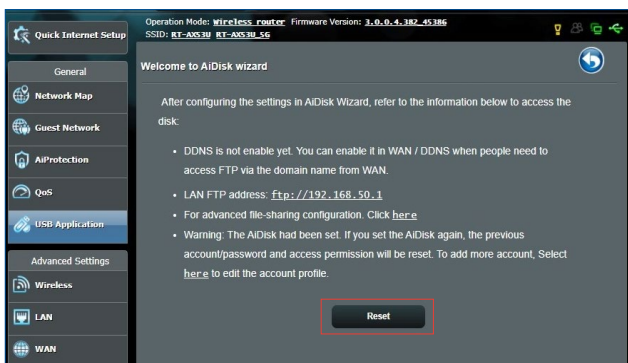 Quick Internet Setup
General
Network Map
Guest Network
AiProtection
QoS
USB Application
Advanced Settings
Wireless
LAN
WAN
Operation Mode: Wireless router Firmware Version: 3.0.0.4.382_45386
SSID: RT-AX53U RT-AX53U_5G
Welcome to AiDisk wizard
After configuring the settings in AiDisk Wizard, refer to the information below to access the
disk:
• DDNS is not enable yet. You can enable it in WAN / DDNS when people need to
access FTP via the domain name from WAN.
• LAN FTP address: ftp://192.168.50.1
• For advanced file-sharing configuration. Click here
• Warning: The AiDisk had been set. If you set the AiDisk again, the previous
account/password and access permission will be reset. To add more account, Select
here to edit the account profile.
Reset